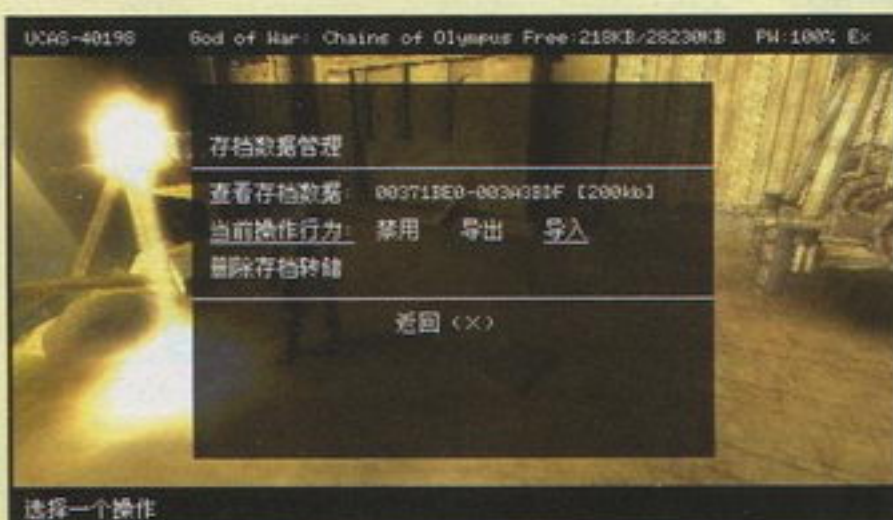 UCAS-40198 God of War: Chains of Olympus Free:218KB/28230KB PW:100% Ex
存档数据管理
查看存档数据: 00371BE0-003A3BDF [200kb]
当前操作行为: 禁用 导出 导入
删除存档转储
返回 (×)
选择一个操作